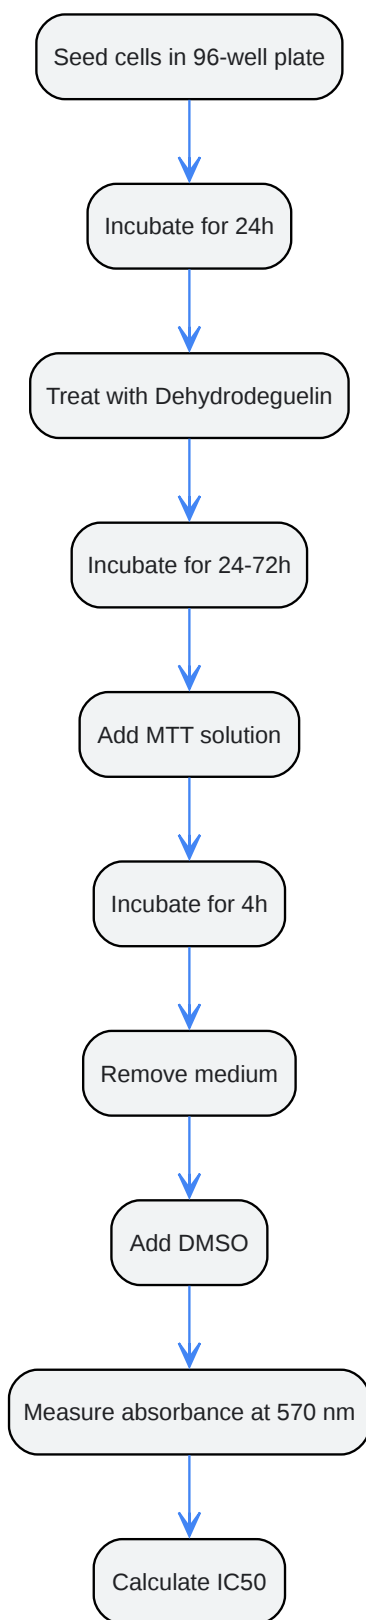 Seed cells in 96-well plate
Incubate for 24h
Treat with Dehydrodeguelin
Incubate for 24-72h
Add MTT solution
Incubate for 4h
Remove medium
Add DMSO
Measure absorbance at 570 nm
Calculate IC50